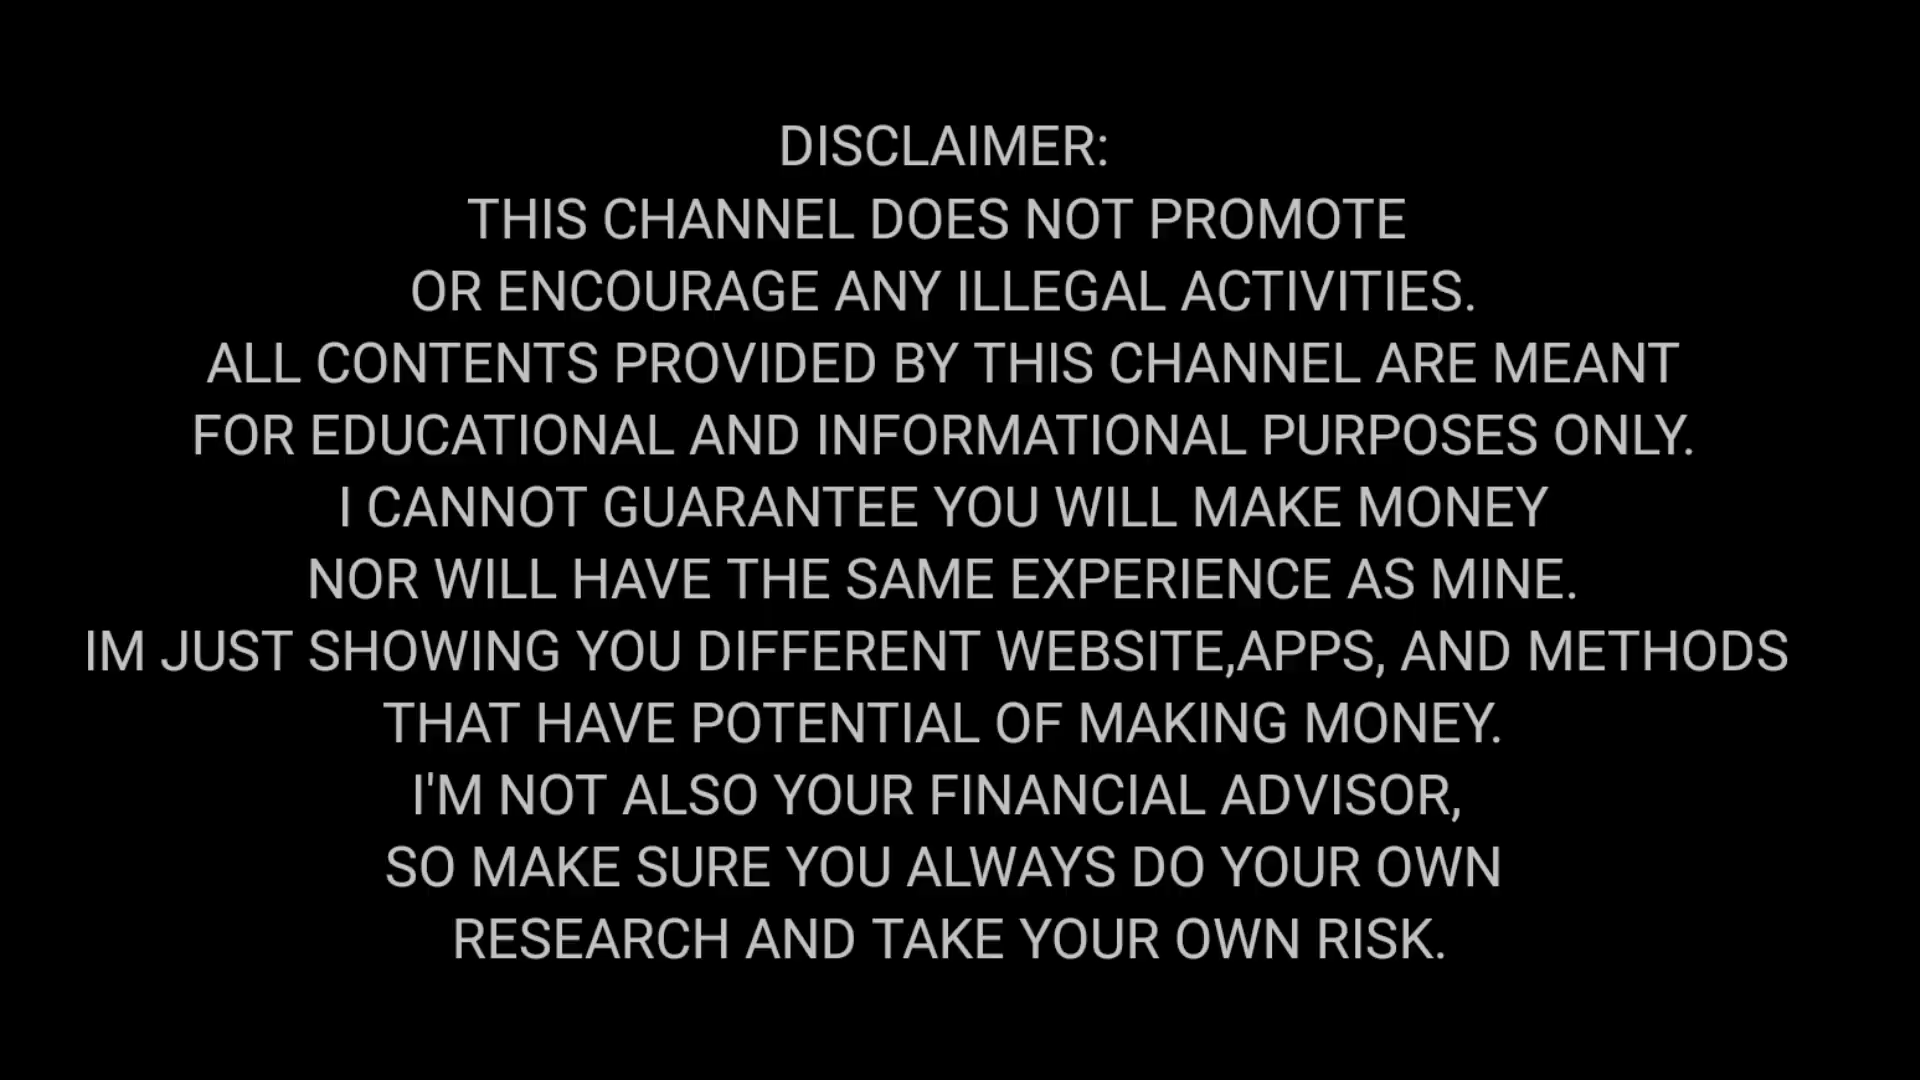 DISCLAIMER:
THIS CHANNEL DOES NOT PROMOTE
OR ENCOURAGE ANY ILLEGAL ACTIVITIES.
ALL CONTENTS PROVIDED BY THIS CHANNEL ARE MEANT
FOR EDUCATIONAL AND INFORMATIONAL PURPOSES ONLY.
I CANNOT GUARANTEE YOU WILL MAKE MONEY
NOR WILL HAVE THE SAME EXPERIENCE AS MINE.
IM JUST SHOWING YOU DIFFERENT WEBSITE,APPS, AND METHODS
THAT HAVE POTENTIAL OF MAKING MONEY.
I'M NOT ALSO YOUR FINANCIAL ADVISOR,
SO MAKE SURE YOU ALWAYS DO YOUR OWN
RESEARCH AND TAKE YOUR OWN RISK.